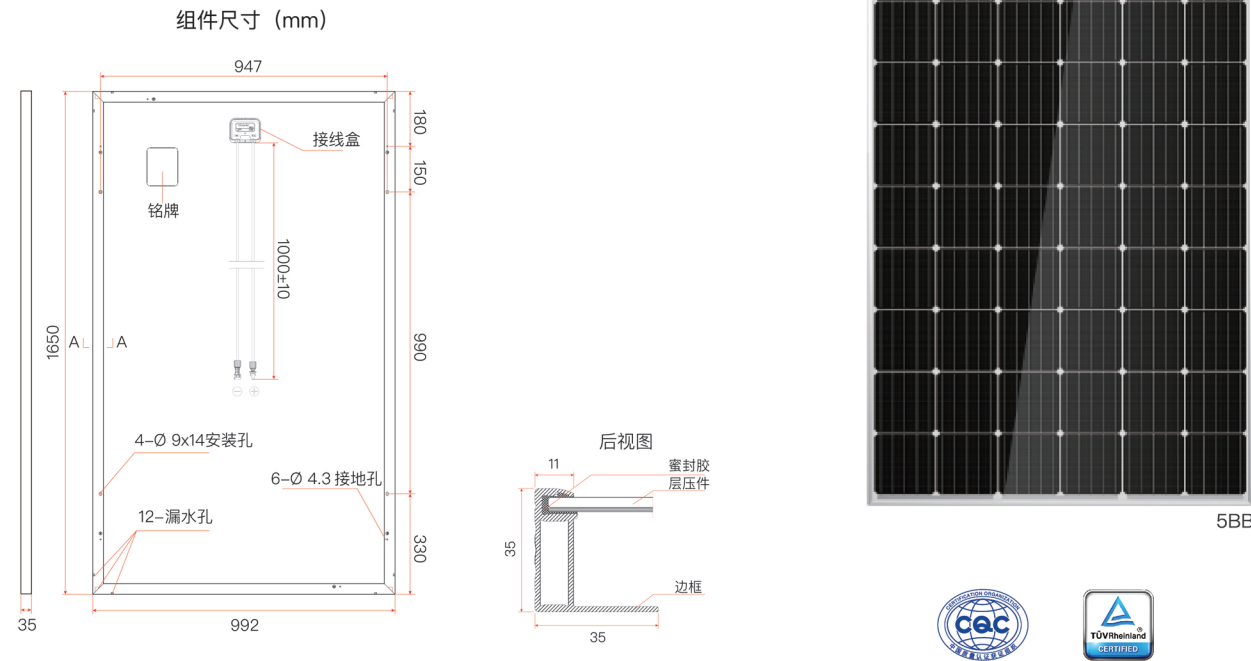 组件尺寸（mm）
947
180
接线盒
150
铭牌
1000±10
1650
A
A
990
4-Ø 9x14安装孔
6-Ø 4.3 接地孔
12-漏水孔
330
35
992
后视图
11
蜜封胶
层压件
35
边框
35
5BB
CERTIFICATION ORGANIZATION
CQC
TÜVRheinland
®
CERTIFIED